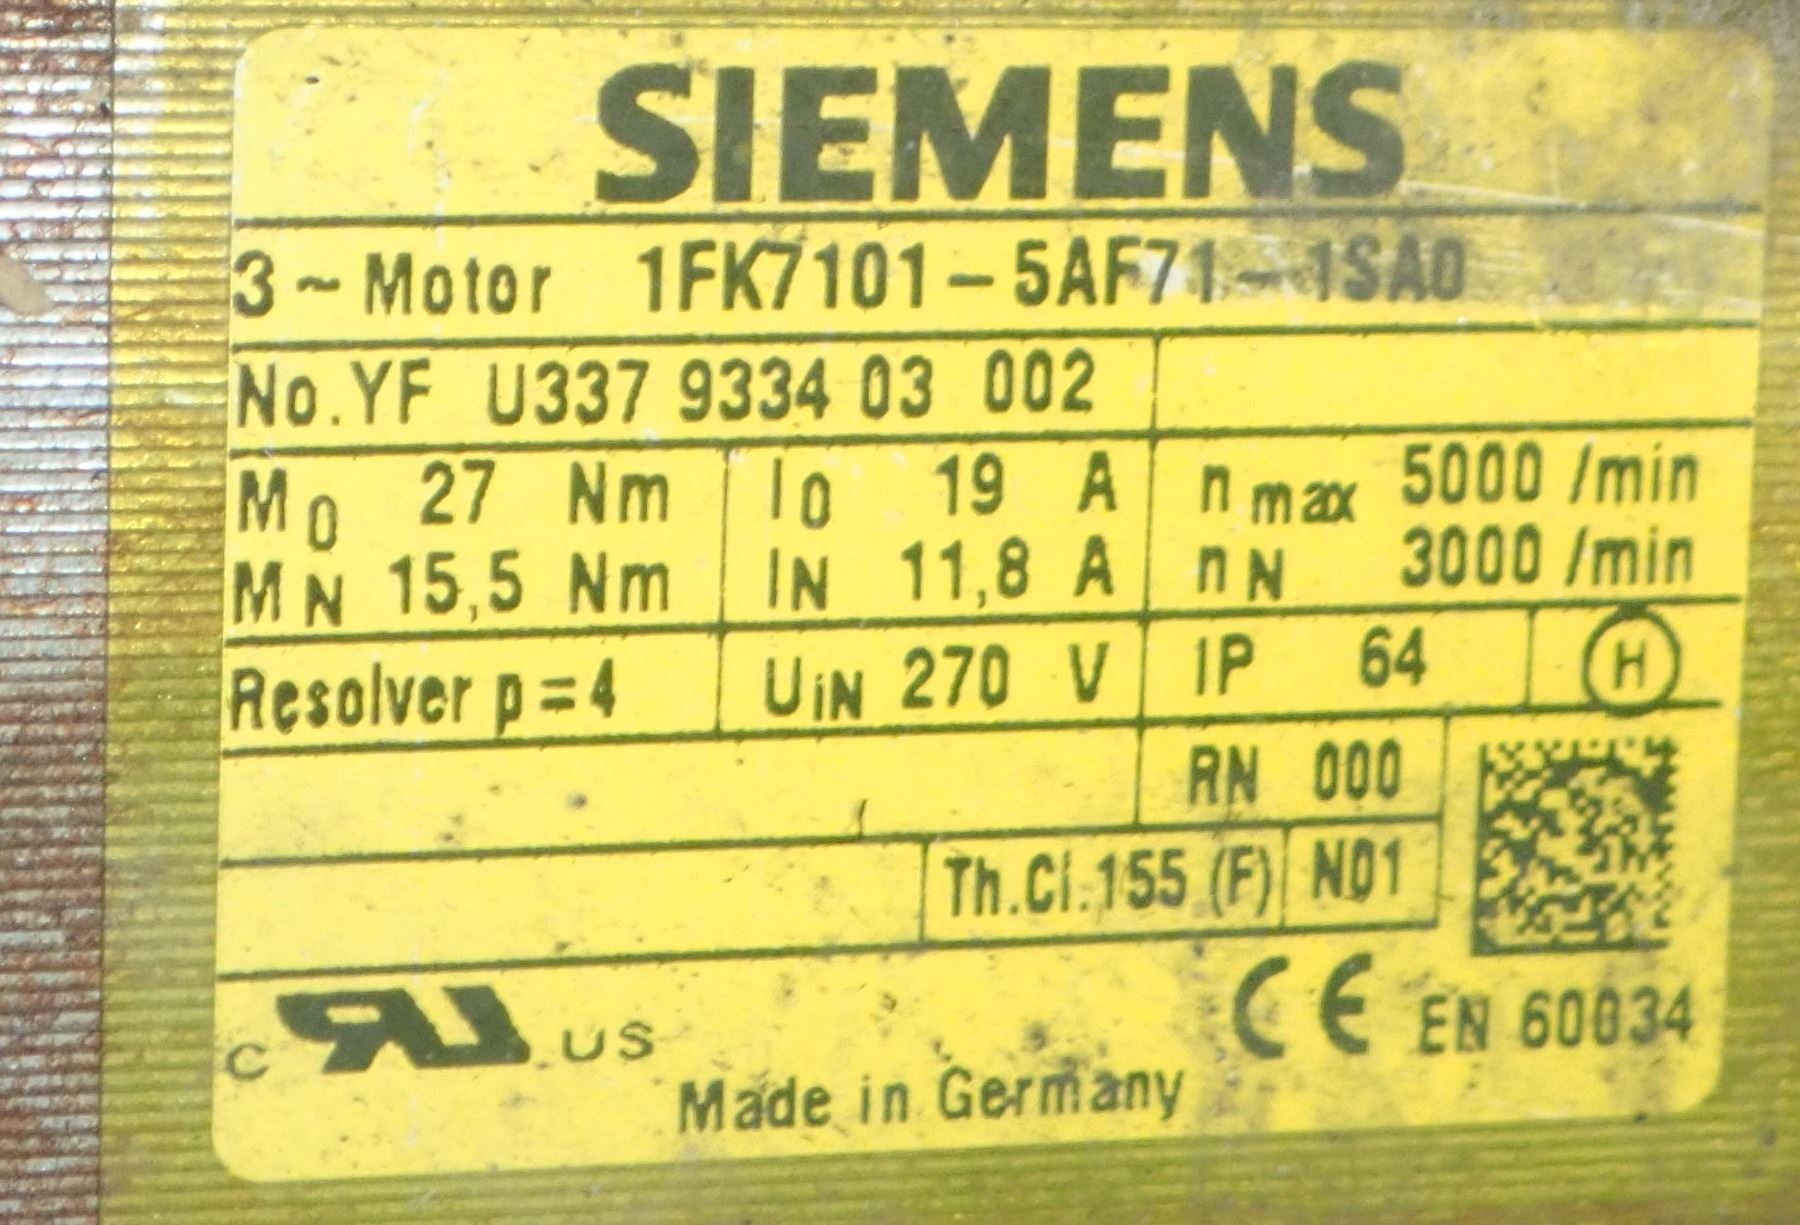 SIEMENS
3~Motor 1FK7101-5AF71-1SA0
No.YF U337 9334 03 002
M0 27 Nm I0 19 A n max 5000 /min
MN 15,5 Nm IN 11,8 A nN 3000 /min
Resolver p=4 UiN 270 V IP 64 H
RN 000
Th.Cl.155 (F) N01
C RU US CE EN 60034
Made in Germany